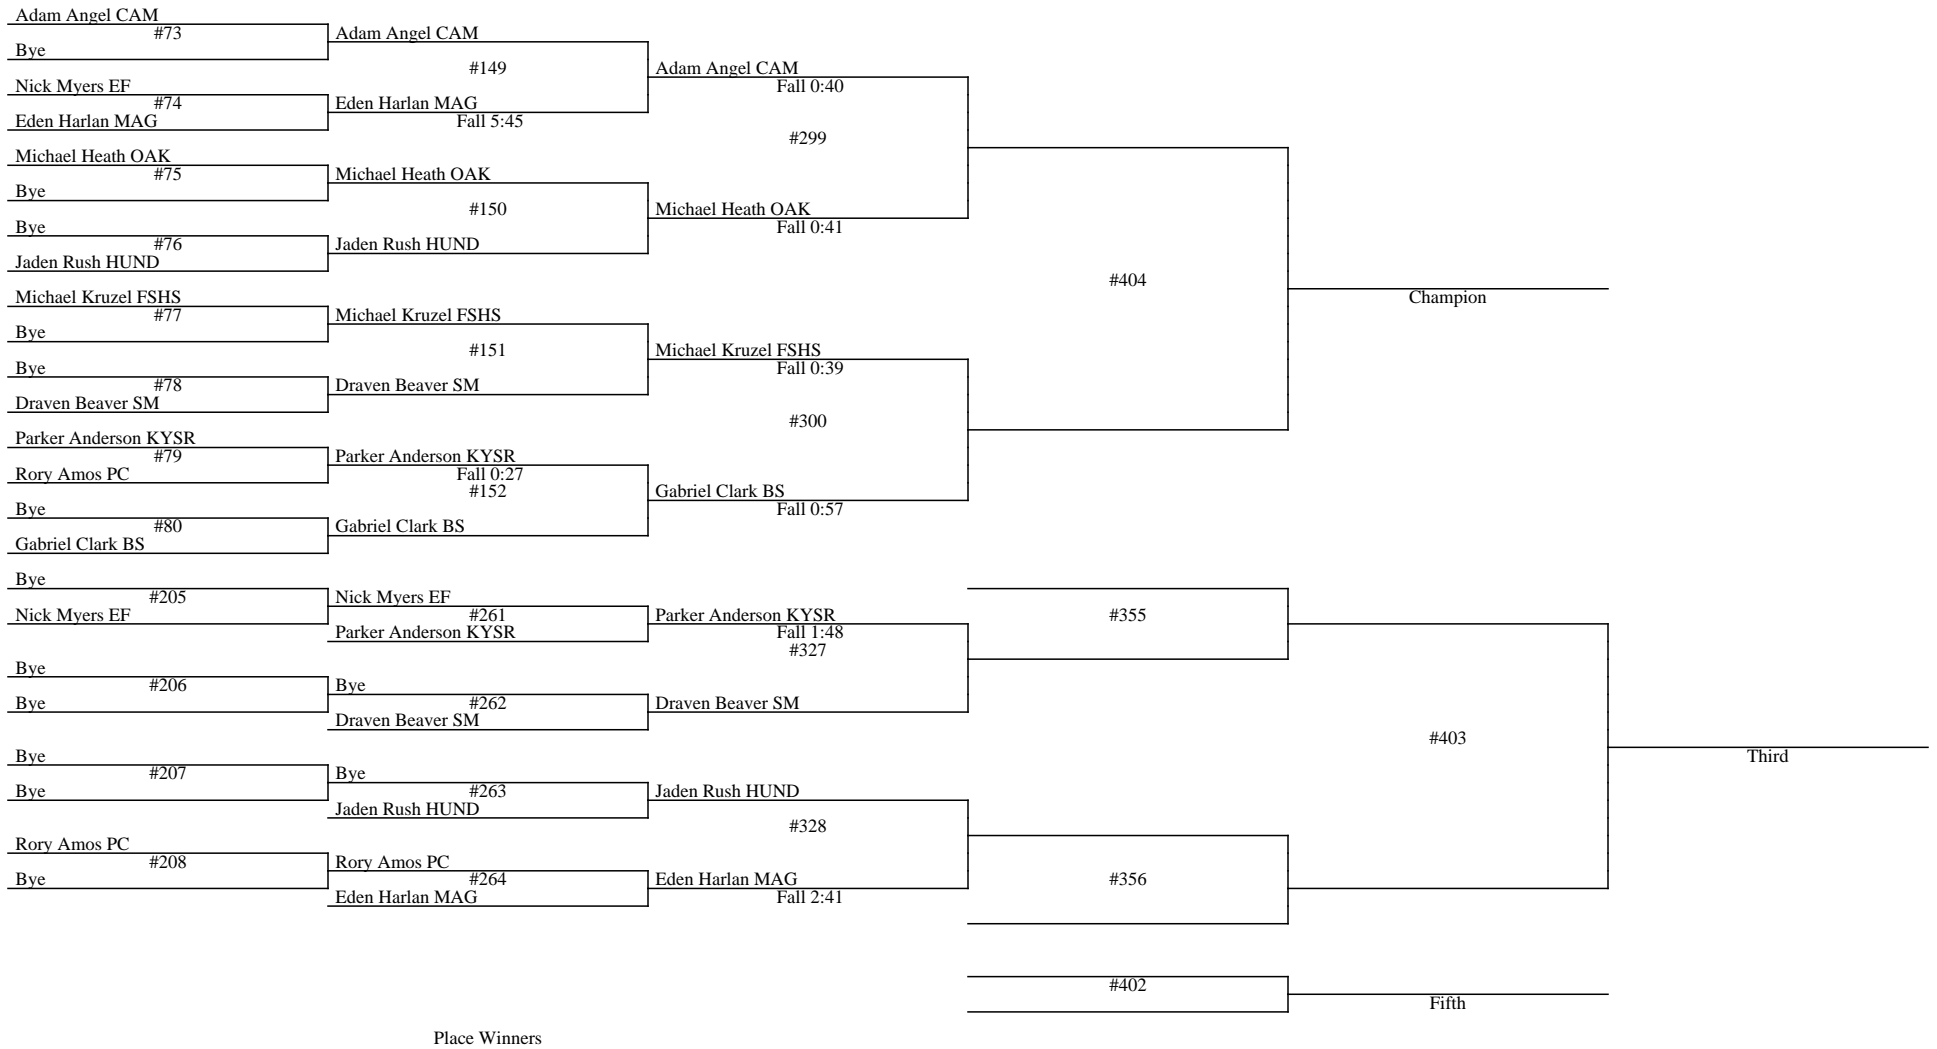 Adam Angel CAM
#73
Bye
Nick Myers EF
#74
Eden Harlan MAG
Michael Heath OAK
#75
Bye
Bye
#76
Jaden Rush HUND
Michael Kruzel FSHS
#77
Bye
Bye
#78
Draven Beaver SM
Parker Anderson KYSR
#79
Rory Amos PC
Bye
#80
Gabriel Clark BS
Adam Angel CAM
#149
Eden Harlan MAG
Fall 5:45
Michael Heath OAK
#150
Jaden Rush HUND
Michael Kruzel FSHS
#151
Draven Beaver SM
Parker Anderson KYSR
Fall 0:27
#152
Gabriel Clark BS
Adam Angel CAM
Fall 0:40
#299
Michael Heath OAK
Fall 0:41
Michael Kruzel FSHS
Fall 0:39
#300
Gabriel Clark BS
Fall 0:57
#404
Champion
Bye
#205
Nick Myers EF
Bye
#206
Bye
Bye
#207
Bye
Rory Amos PC
#208
Bye
Nick Myers EF
#261
Parker Anderson KYSR
Bye
#262
Draven Beaver SM
Bye
#263
Jaden Rush HUND
Rory Amos PC
#264
Eden Harlan MAG
Parker Anderson KYSR
Fall 1:48
#327
Draven Beaver SM
Jaden Rush HUND
#328
Eden Harlan MAG
Fall 2:41
#355
#356
#403
Third
#402
Fifth
Place Winners